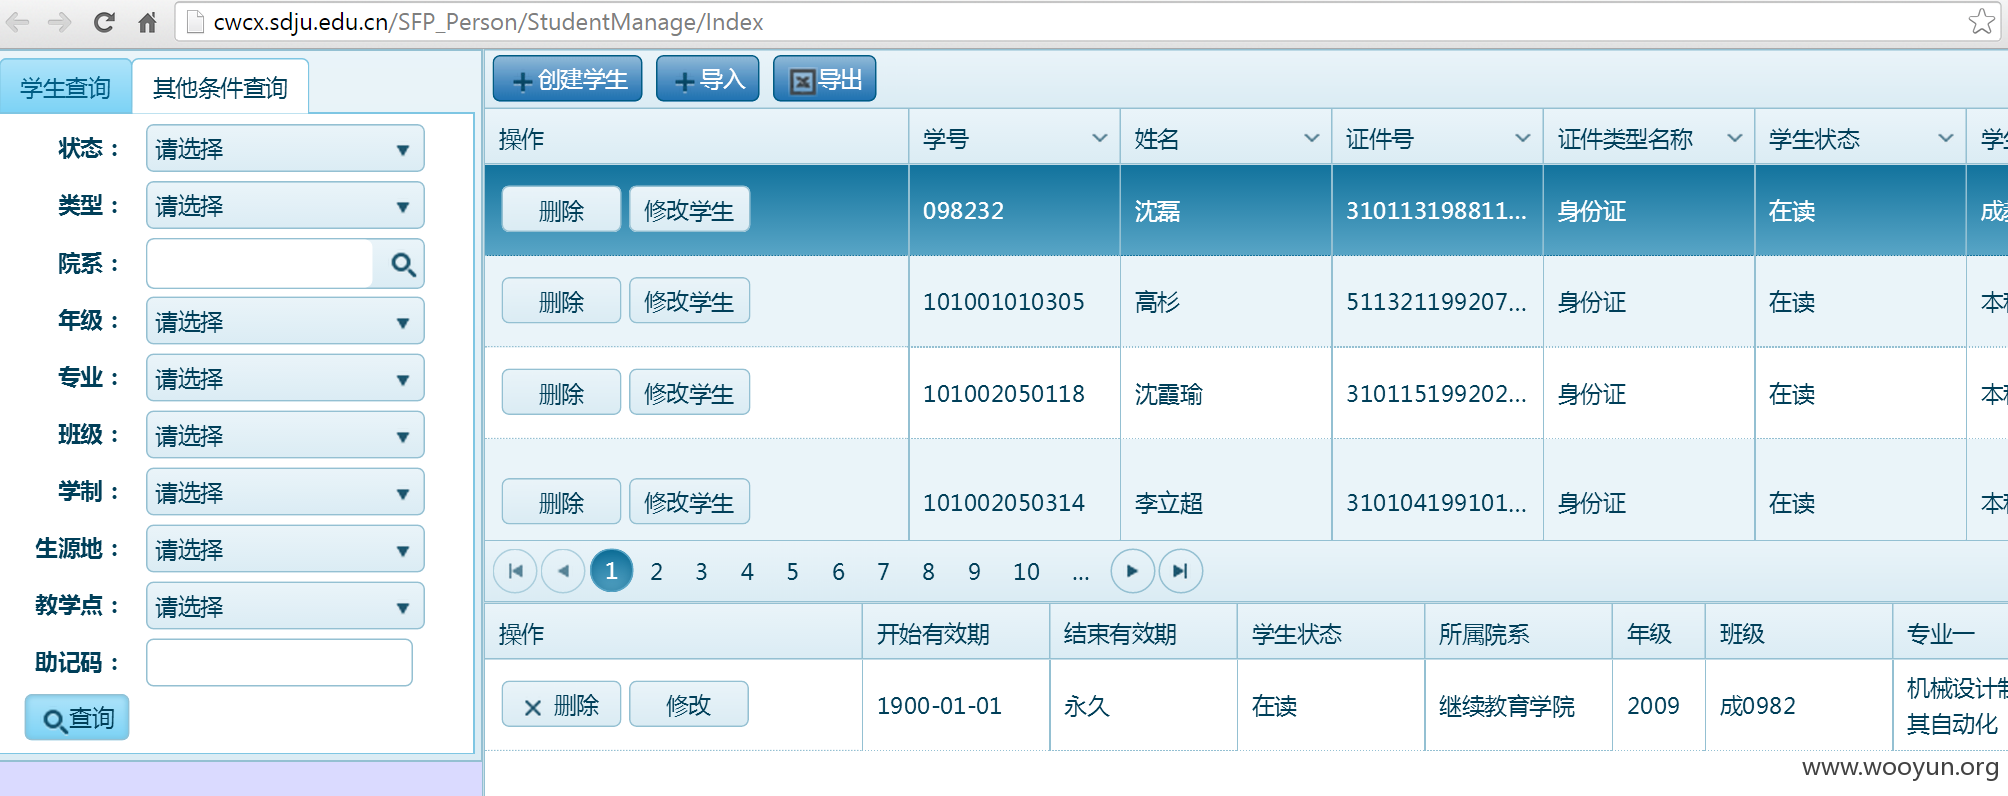 cwcx.sdju.edu.cn/SFP_Person/StudentManage/Index
学生查询 其他条件查询
状态： 请选择
类型： 请选择
院系：
年级： 请选择
专业： 请选择
班级： 请选择
学制： 请选择
生源地： 请选择
教学点： 请选择
助记码：
查询
创建学生 导入 导出
操作 学号 姓名 证件号 证件类型名称 学生状态
删除 修改学生 098232 沈磊 310113198811... 身份证 在读 成
删除 修改学生 101001010305 高杉 511321199207... 身份证 在读 本
删除 修改学生 101002050118 沈霞瑜 310115199202... 身份证 在读 本
删除 修改学生 101002050314 李立超 310104199101... 身份证 在读 本
1 2 3 4 5 6 7 8 9 10 ...
操作 开始有效期 结束有效期 学生状态 所属院系 年级 班级 专业一
删除 修改 1900-01-01 永久 在读 继续教育学院 2009 成0982 机械设计制
其自动化
www.wooyun.org